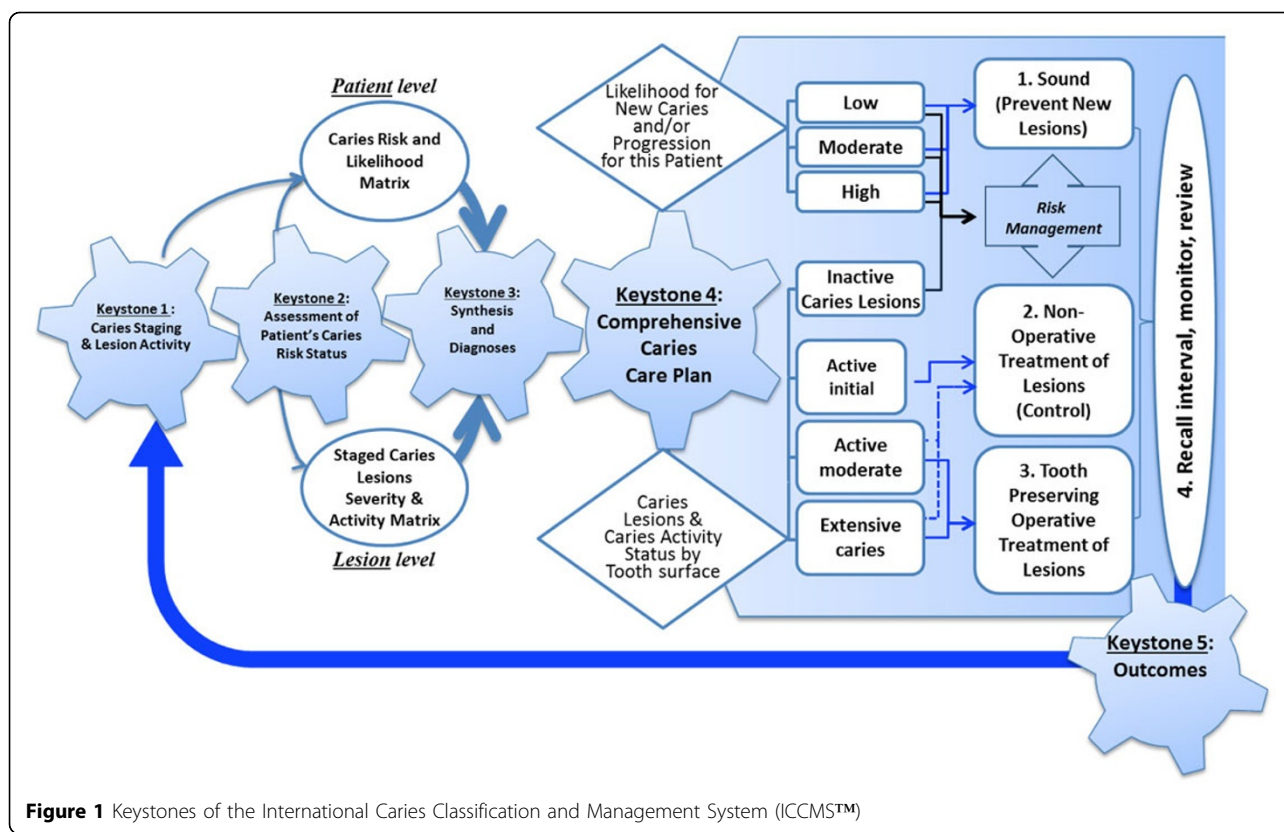 Patient level
Caries Risk and
Likelihood
Matrix
Keystone 1:
Caries Staging
& Lesion Activity
Keystone 2:
Assessment of
Patient's Caries
Risk Status
Keystone 3:
Synthesis
and
Diagnoses
Staged Caries
Lesions
Severity &
Activity Matrix
Lesion level
Likelihood for
New Caries
and/or
Progression
for this Patient
Keystone 4:
Comprehensive
Caries
Care Plan
Caries
Lesions &
Caries Activity
Status by
Tooth surface
Low
Moderate
High
Inactive
Caries Lesions
Active
initial
Active
moderate
Extensive
caries
1. Sound
(Prevent New
Lesions)
Risk
Management
2. Non-
Operative
Treatment of
Lesions
(Control)
3. Tooth
Preserving
Operative
Treatment of
Lesions
4. Recall interval, monitor, review
Keystone 5:
Outcomes
Figure 1 Keystones of the International Caries Classification and Management System (ICCMS™)